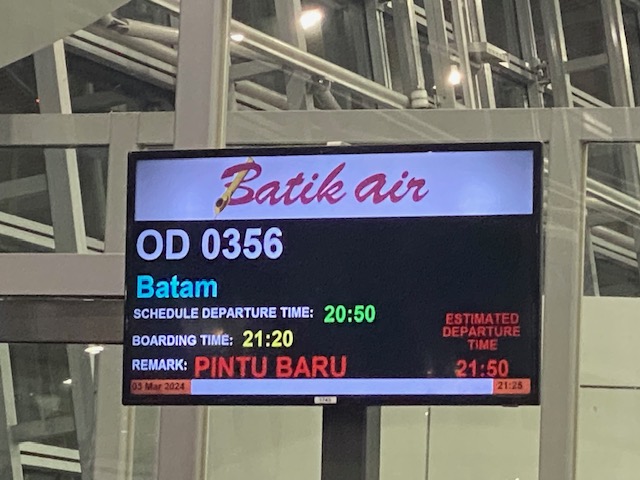 Batik air
OD 0356
Batam
SCHEDULE DEPARTURE TIME: 20:50
BOARDING TIME: 21:20
ESTIMATED
DEPARTURE
TIME
21:50
REMARK: PINTU BARU
03 Mar 2024
21:25